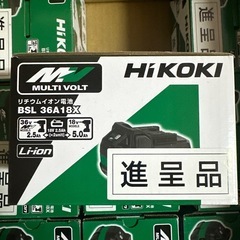 MULTI VOLT
HiKOKI
リチウムイオン電池
BSL 36A18X
36V
2.5Ah
18V
5.0Ah
Li-ion
進呈品